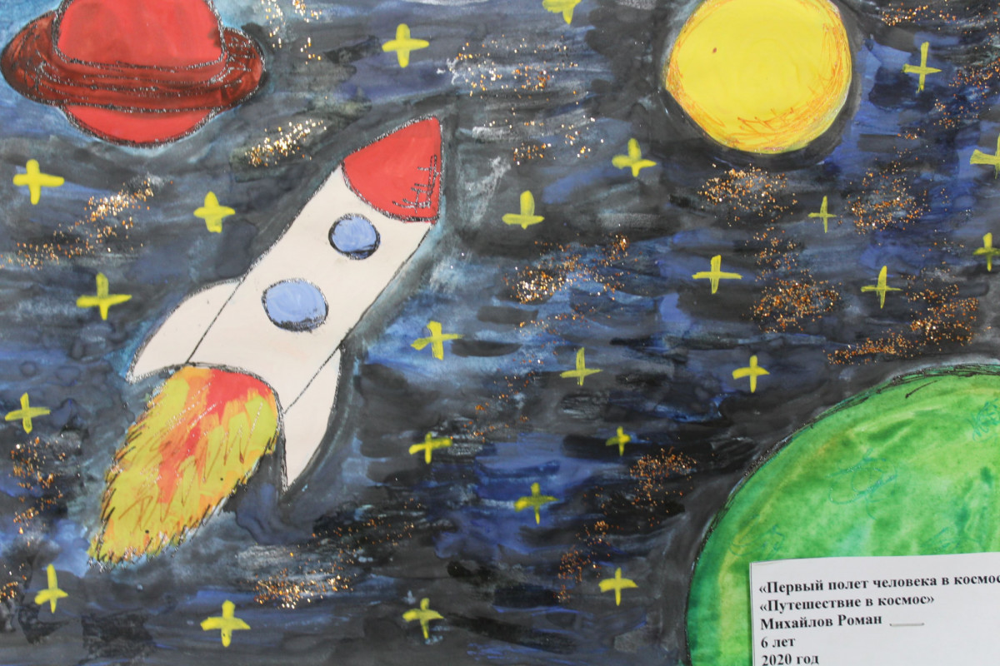 «Первый полет человека в космос
«Путешествие в космос»
Михайлов Роман
6 лет
2020 год